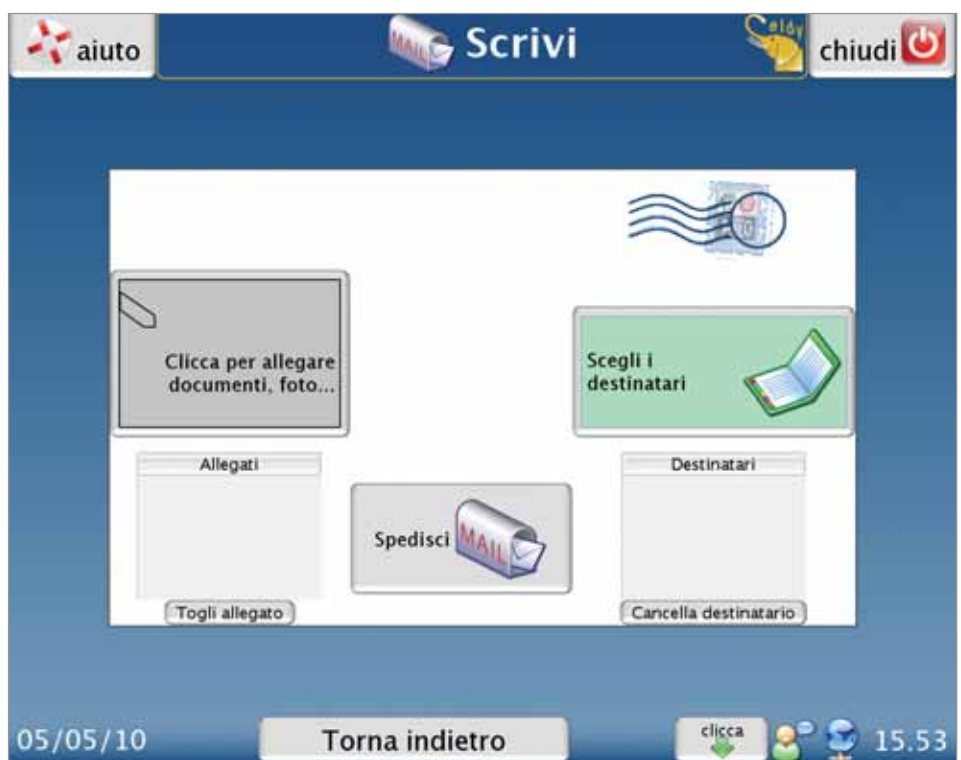 aiuto
MAIL
Scrivi
eldy
chiudi
Clicca per allegare
documenti, foto...
Scegli i
destinatari
Allegati
Destinatari
Spedisci
MAIL
Togli allegato
Cancella destinatario
05/05/10
Torna indietro
clicca
15.53